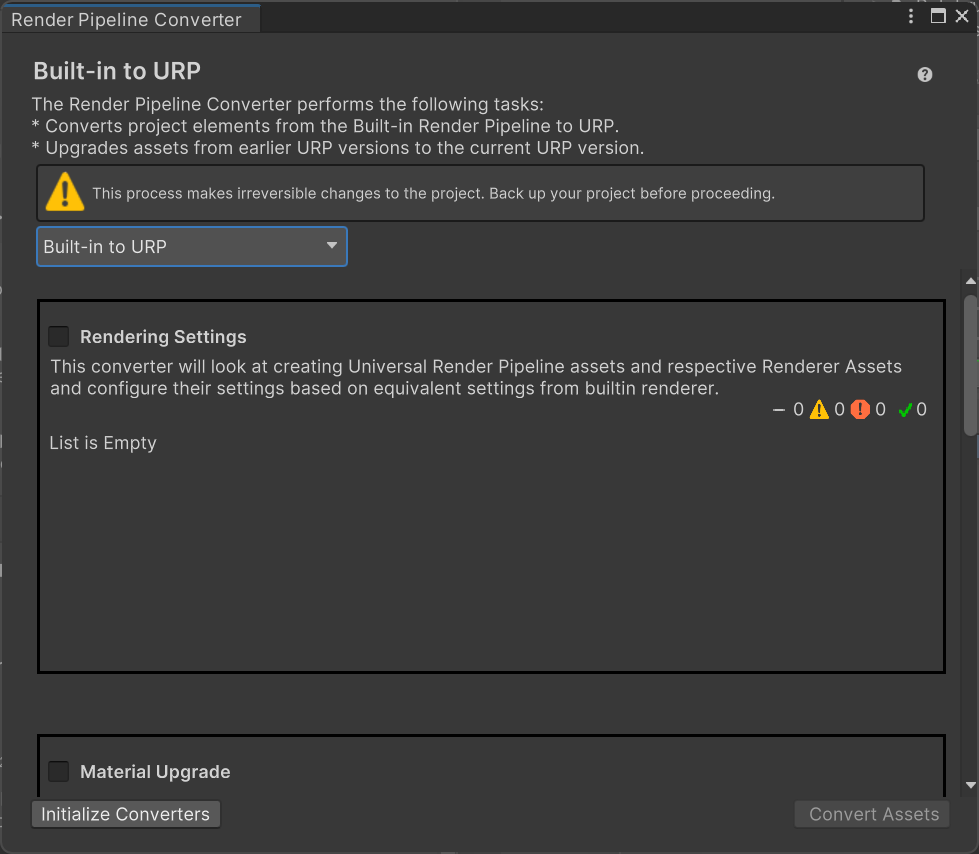 Render Pipeline Converter
Built-in to URP
The Render Pipeline Converter performs the following tasks:
* Converts project elements from the Built-in Render Pipeline to URP.
* Upgrades assets from earlier URP versions to the current URP version.
This process makes irreversible changes to the project. Back up your project before proceeding.
Built-in to URP
Rendering Settings
This converter will look at creating Universal Render Pipeline assets and respective Renderer Assets
and configure their settings based on equivalent settings from builtin renderer.
0 0 0 0
List is Empty
Material Upgrade
Initialize Converters Convert Assets